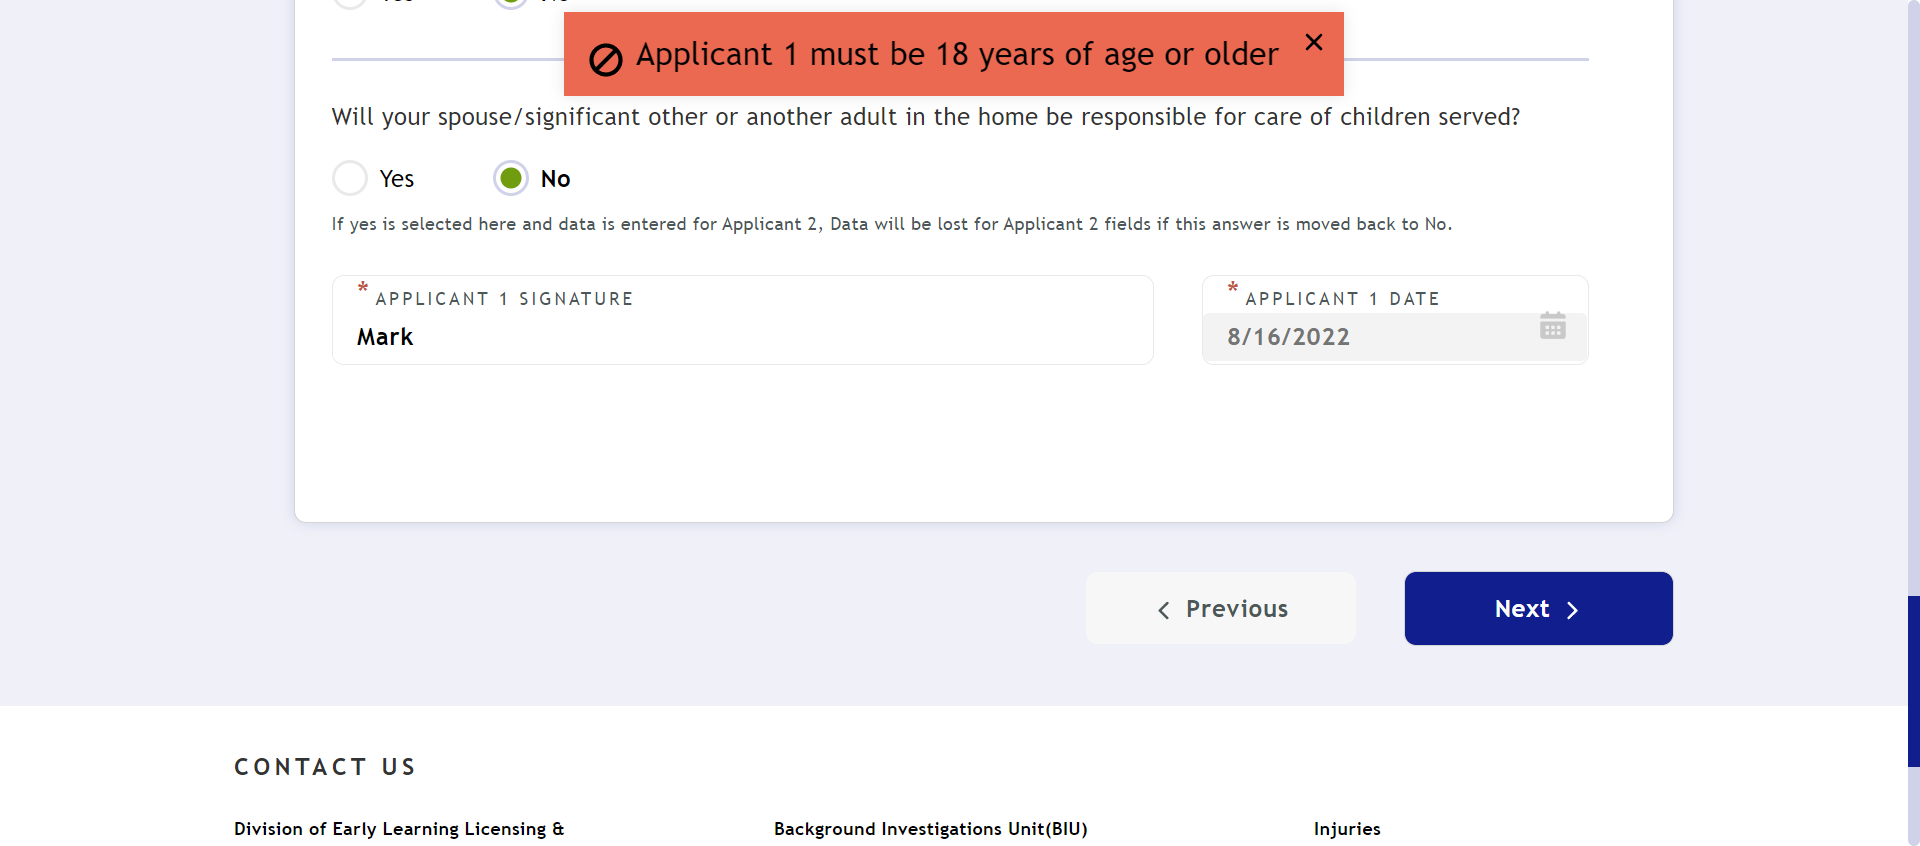 Applicant 1 must be 18 years of age or older
Will your spouse/significant other or another adult in the home be responsible for care of children served?
Yes
No
If yes is selected here and data is entered for Applicant 2, Data will be lost for Applicant 2 fields if this answer is moved back to No.
* APPLICANT 1 SIGNATURE
Mark
* APPLICANT 1 DATE
8/16/2022
Previous
Next
CONTACT US
Division of Early Learning Licensing &
Background Investigations Unit(BIU)
Injuries